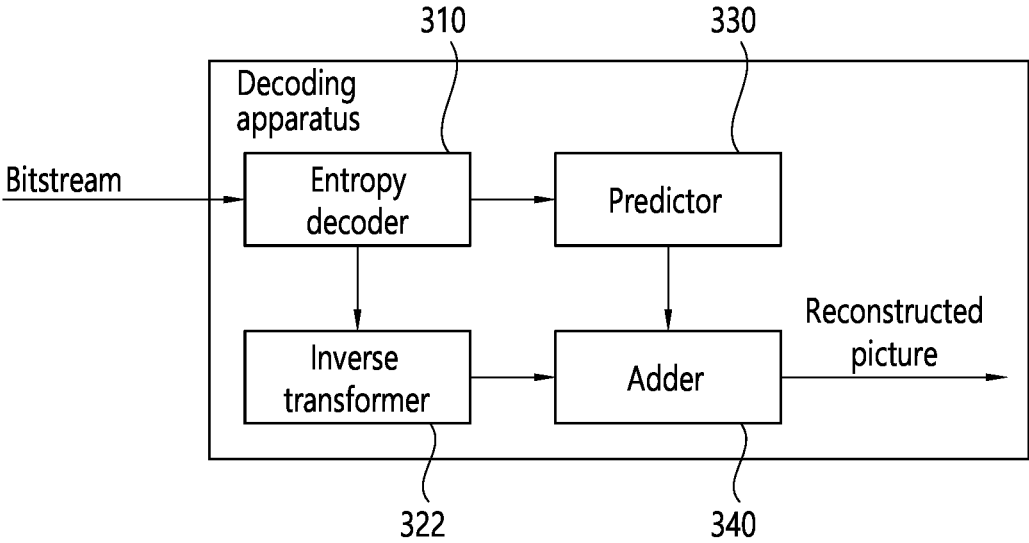 310
330
Decoding
apparatus
Bitstream
Entropy
decoder
Predictor
Inverse
transformer
Adder
Reconstructed
picture
322
340